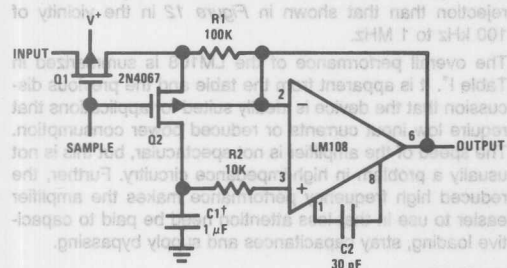 rejection than that shown in Figure 12 in the vicinity of
100 kHz to 1 MHz.
V+
R1
100K
INPUT
Q1
2N4067
The overall performance of the LM108 is summarized in
Table I. It is apparent from the table and the previous dis-
cussion that the device is ideally suited for applications that
require low input currents or reduced power consumption.
2
6
OUTPUT
SAMPLE
Q2
LM108
The speed of the amplifier is not spectacular, but this is not
usually a problem in high-impedance circuitry. Further, the
R2
10K
3
8
reduced high frequency performance makes the amplifier
easier to use in that less attention need be paid to capaci-
tive loading, stray capacitances and supply bypassing.
C1†
1 µF
1
C2
30 pF